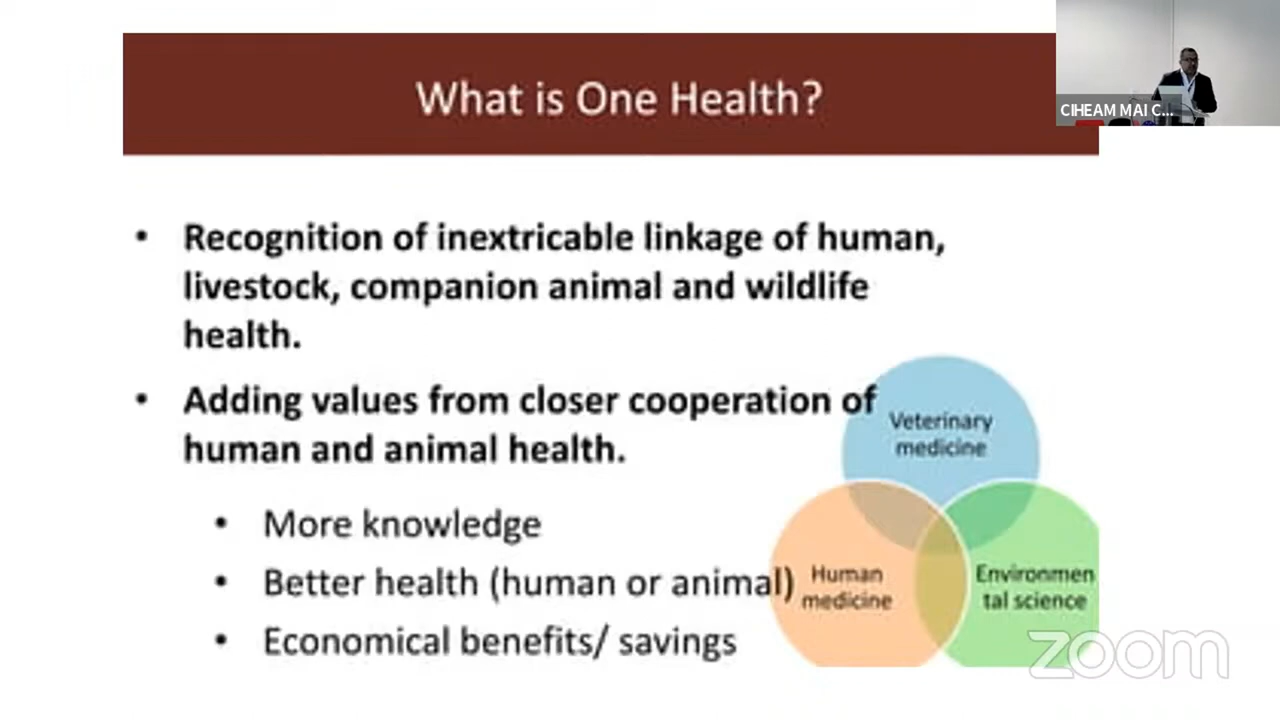 What is One Health?
CIHEAM MAI C...
• Recognition of inextricable linkage of human,
livestock, companion animal and wildlife
health.
• Adding values from closer cooperation of
human and animal health.
• More knowledge
• Better health (human or animal)
• Economical benefits/ savings
Veterinary
medicine
Human
medicine
Environmen
tal science
zoom